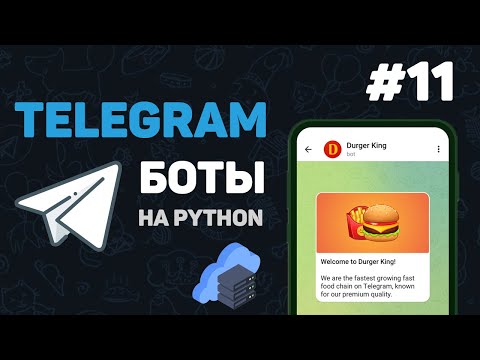 #11
TELEGRAM
БОТЫ
НА PYTHON
D
Durger King
bot
Welcome to Durger King!
We are the fastest growing fast
food chain on Telegram, known
for our premium quality.